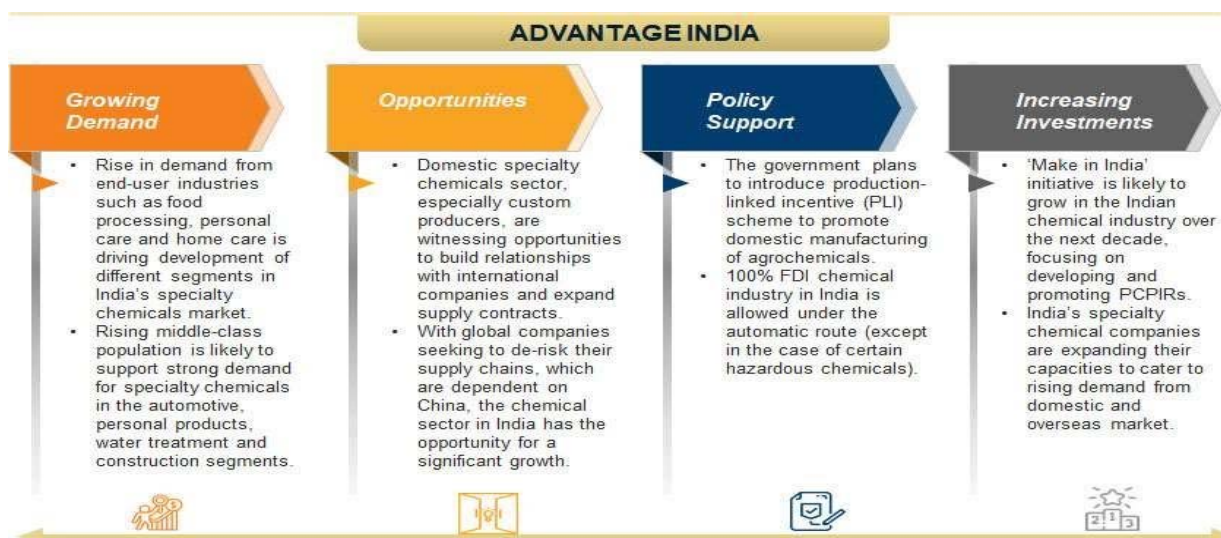 ADVANTAGE INDIA
Growing
Demand
• Rise in demand from
end-user industries
such as food
processing, personal
care and home care is
driving development of
different segments in
India's specialty
chemicals market.
• Rising middle-class
population is likely to
support strong demand
for specialty chemicals
in the automotive,
personal products,
water treatment and
construction segments.
Opportunities
• Domestic specialty
chemicals sector,
especially custom
producers, are
witnessing opportunities
to build relationships
with international
companies and expand
supply contracts.
• With global companies
seeking to de-risk their
supply chains, which
are dependent on
China, the chemical
sector in India has the
opportunity for a
significant growth.
Policy
Support
• The government plans
to introduce production-
linked incentive (PLI)
scheme to promote
domestic manufacturing
of agrochemicals.
• 100% FDI chemical
industry in India is
allowed under the
automatic route (except
in the case of certain
hazardous chemicals).
Increasing
Investments
• 'Make in India'
initiative is likely to
grow in the Indian
chemical industry over
the next decade,
focusing on
developing and
promoting PCPIRs.
• India's specialty
chemical companies
are expanding their
capacities to cater to
rising demand from
domestic and
overseas market.
2 1 3